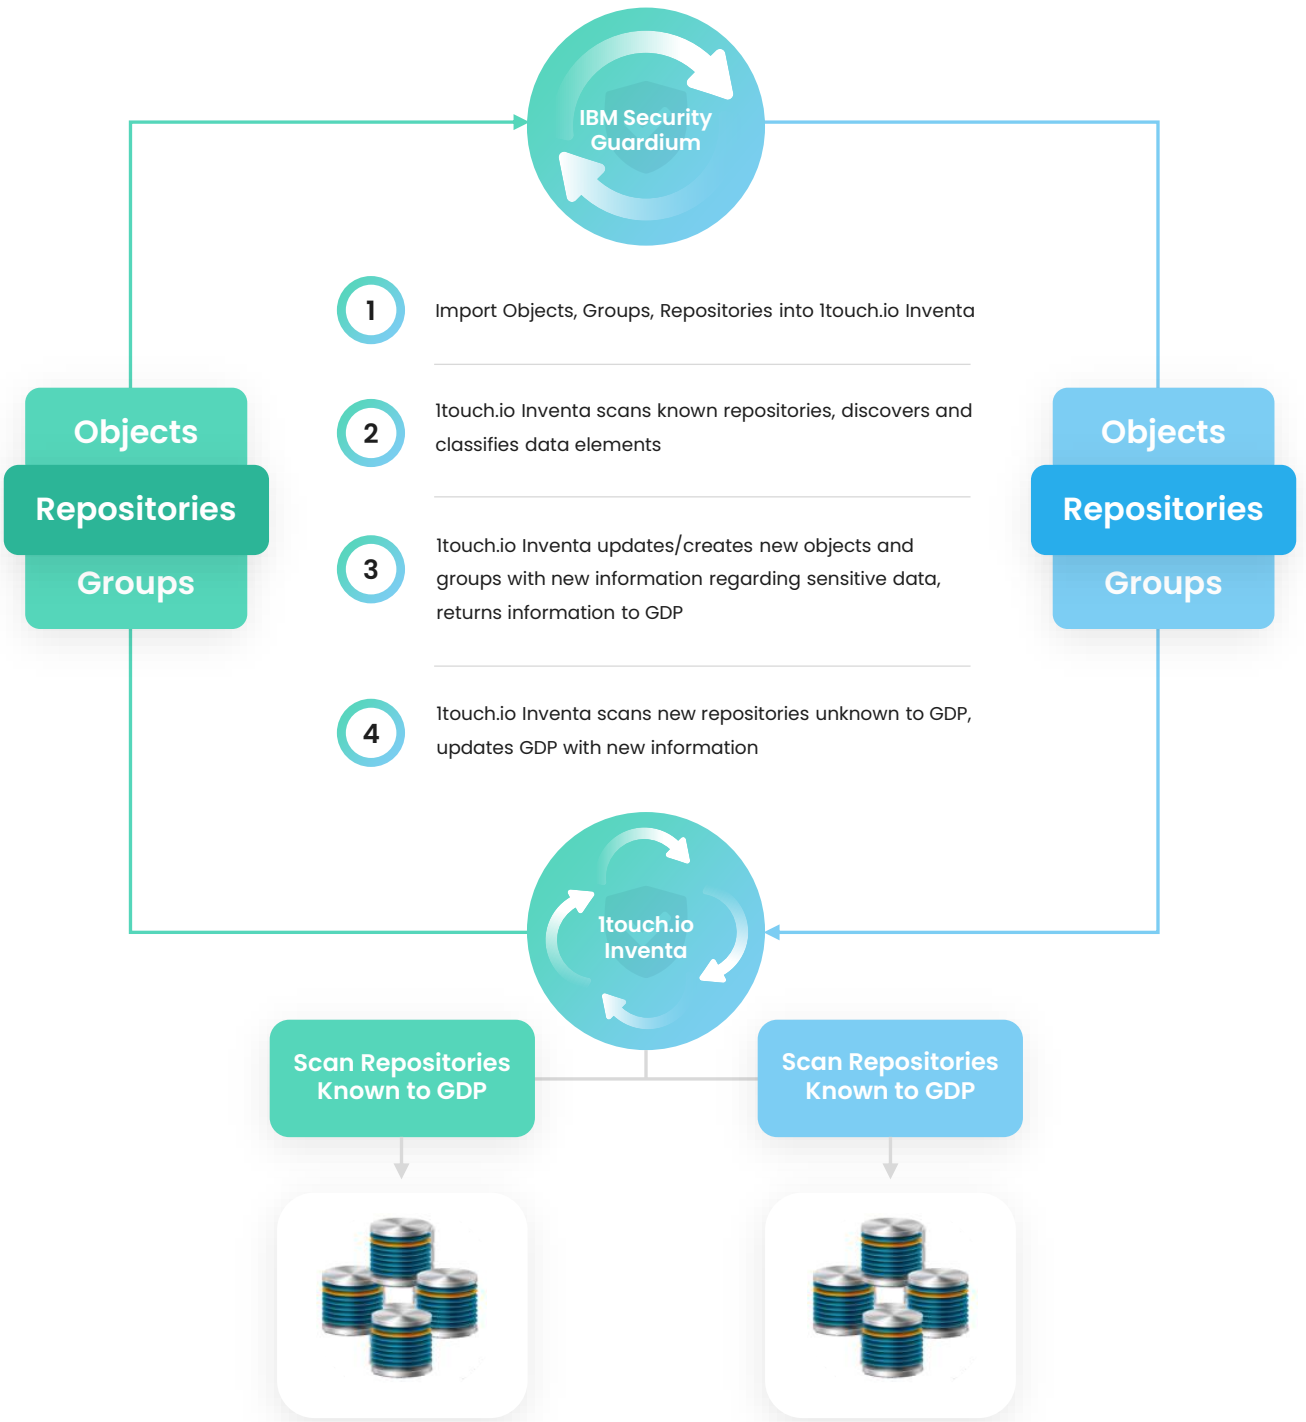 IBM Security
Guardium
1
Import Objects, Groups, Repositories into 1touch.io Inventa
2
1touch.io Inventa scans known repositories, discovers and
classifies data elements
3
1touch.io Inventa updates/creates new objects and
groups with new information regarding sensitive data,
returns information to GDP
4
1touch.io Inventa scans new repositories unknown to GDP,
updates GDP with new information
Objects
Repositories
Groups
Objects
Repositories
Groups
1touch.io
Inventa
Scan Repositories
Known to GDP
Scan Repositories
Known to GDP